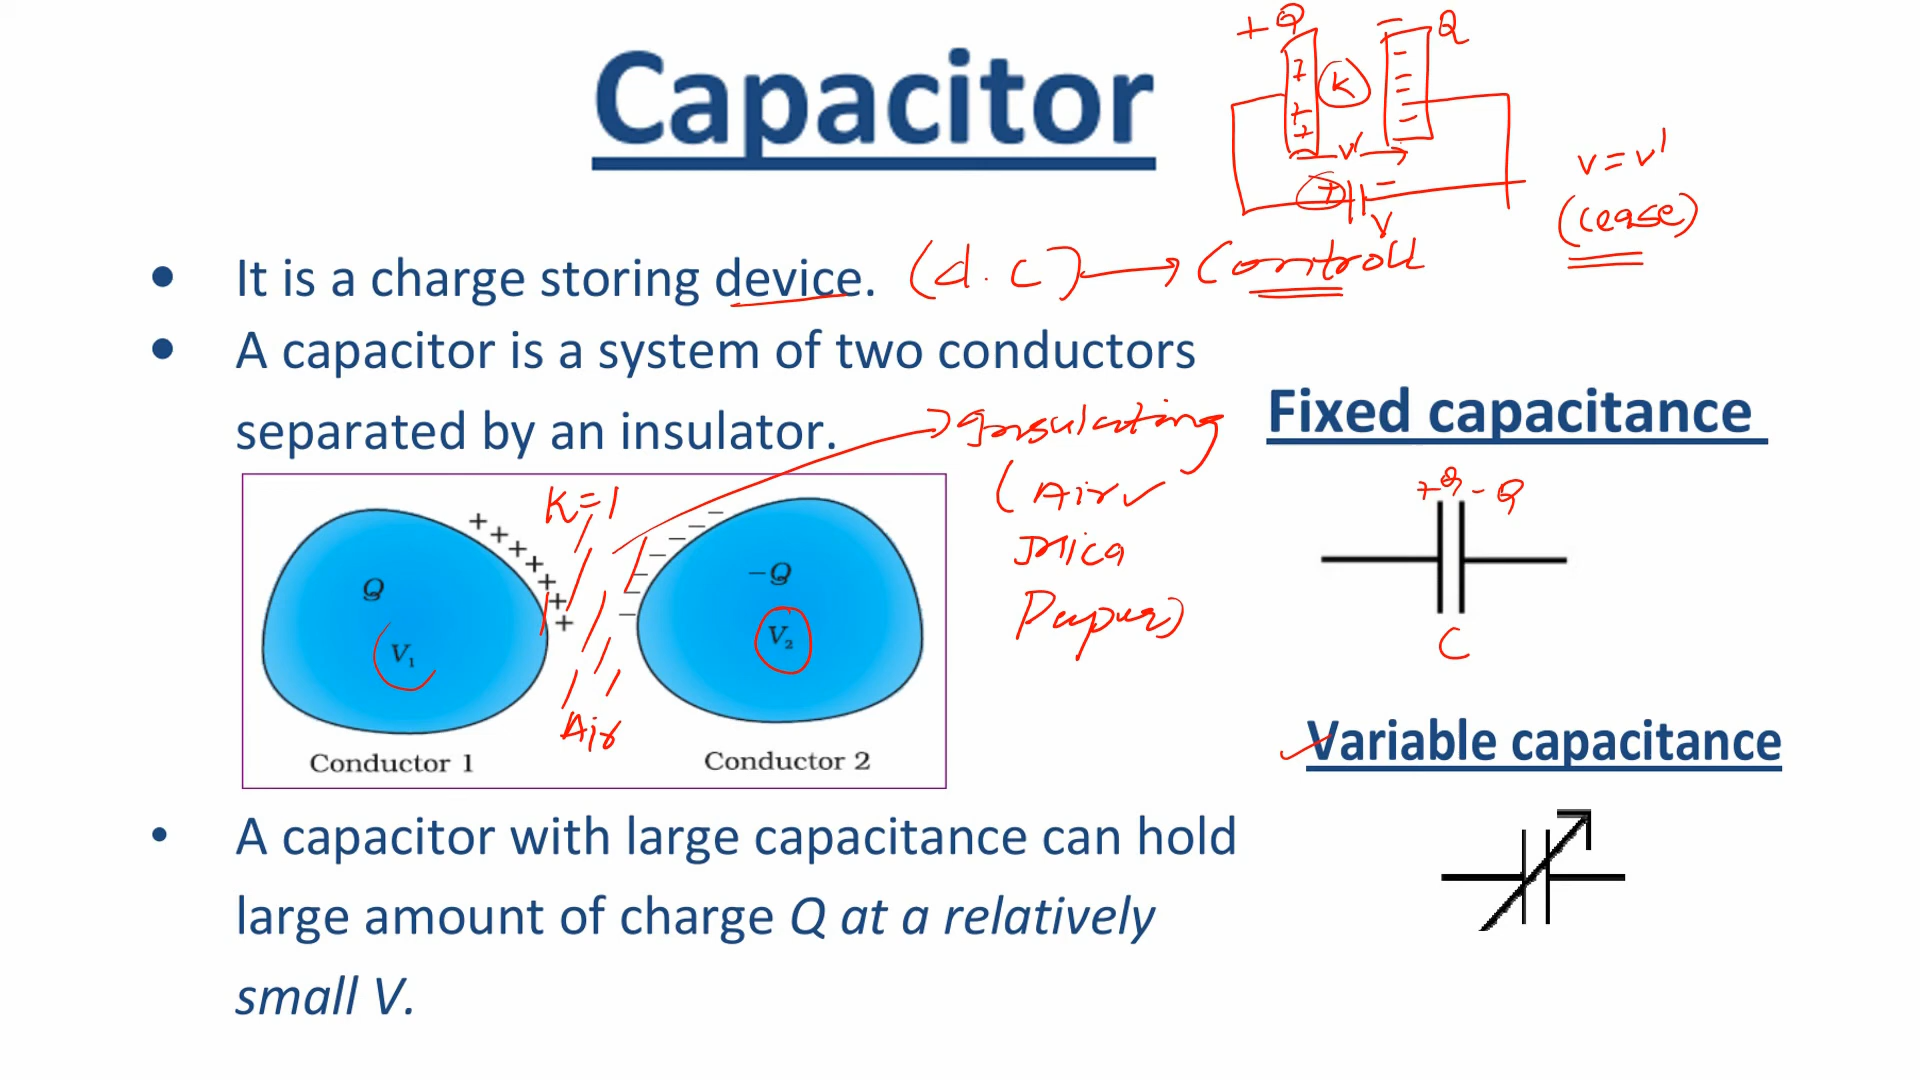 Capacitor
+Q
- Q
K
V'
+ -
V
V = V'
(cease)
• It is a charge storing device. (d.c) → Controll
• A capacitor is a system of two conductors
separated by an insulator.
Insulating
(Air ✓
Mica
Paper)
K=1
+ + + + + + +
Q
V₁
Air
Conductor 1
-Q
V₂
Conductor 2
Fixed capacitance
+Q - Q
C
✓Variable capacitance
• A capacitor with large capacitance can hold
large amount of charge Q at a relatively
small V.